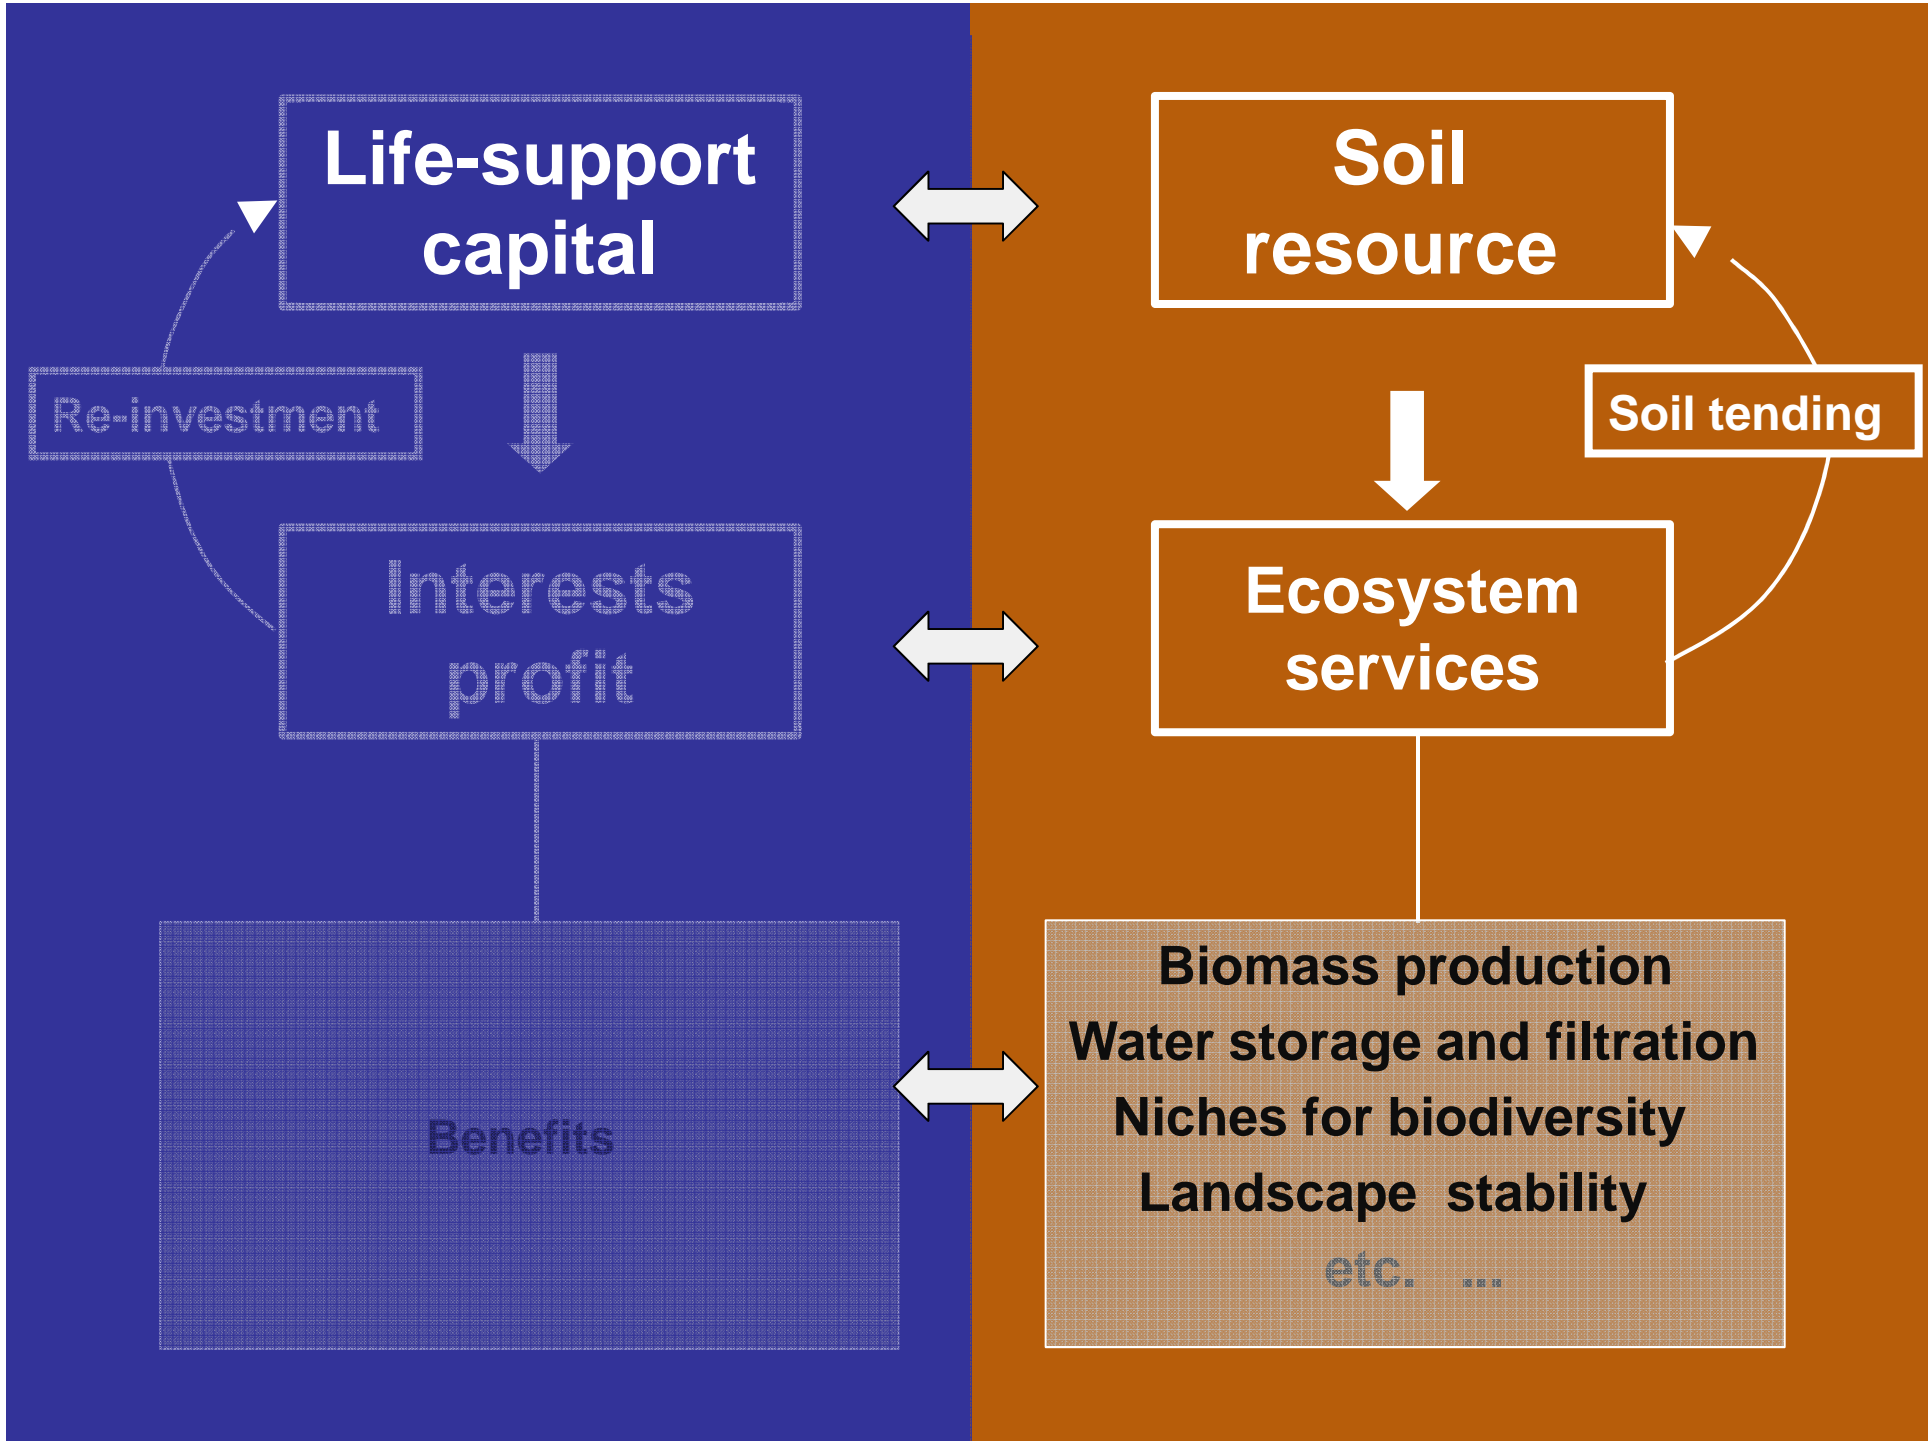 Life-support
capital
Re-investment
Interests
profit
Benefits
Soil
resource
Soil tending
Ecosystem
services
Biomass production
Water storage and filtration
Niches for biodiversity
Landscape stability
etc. ...